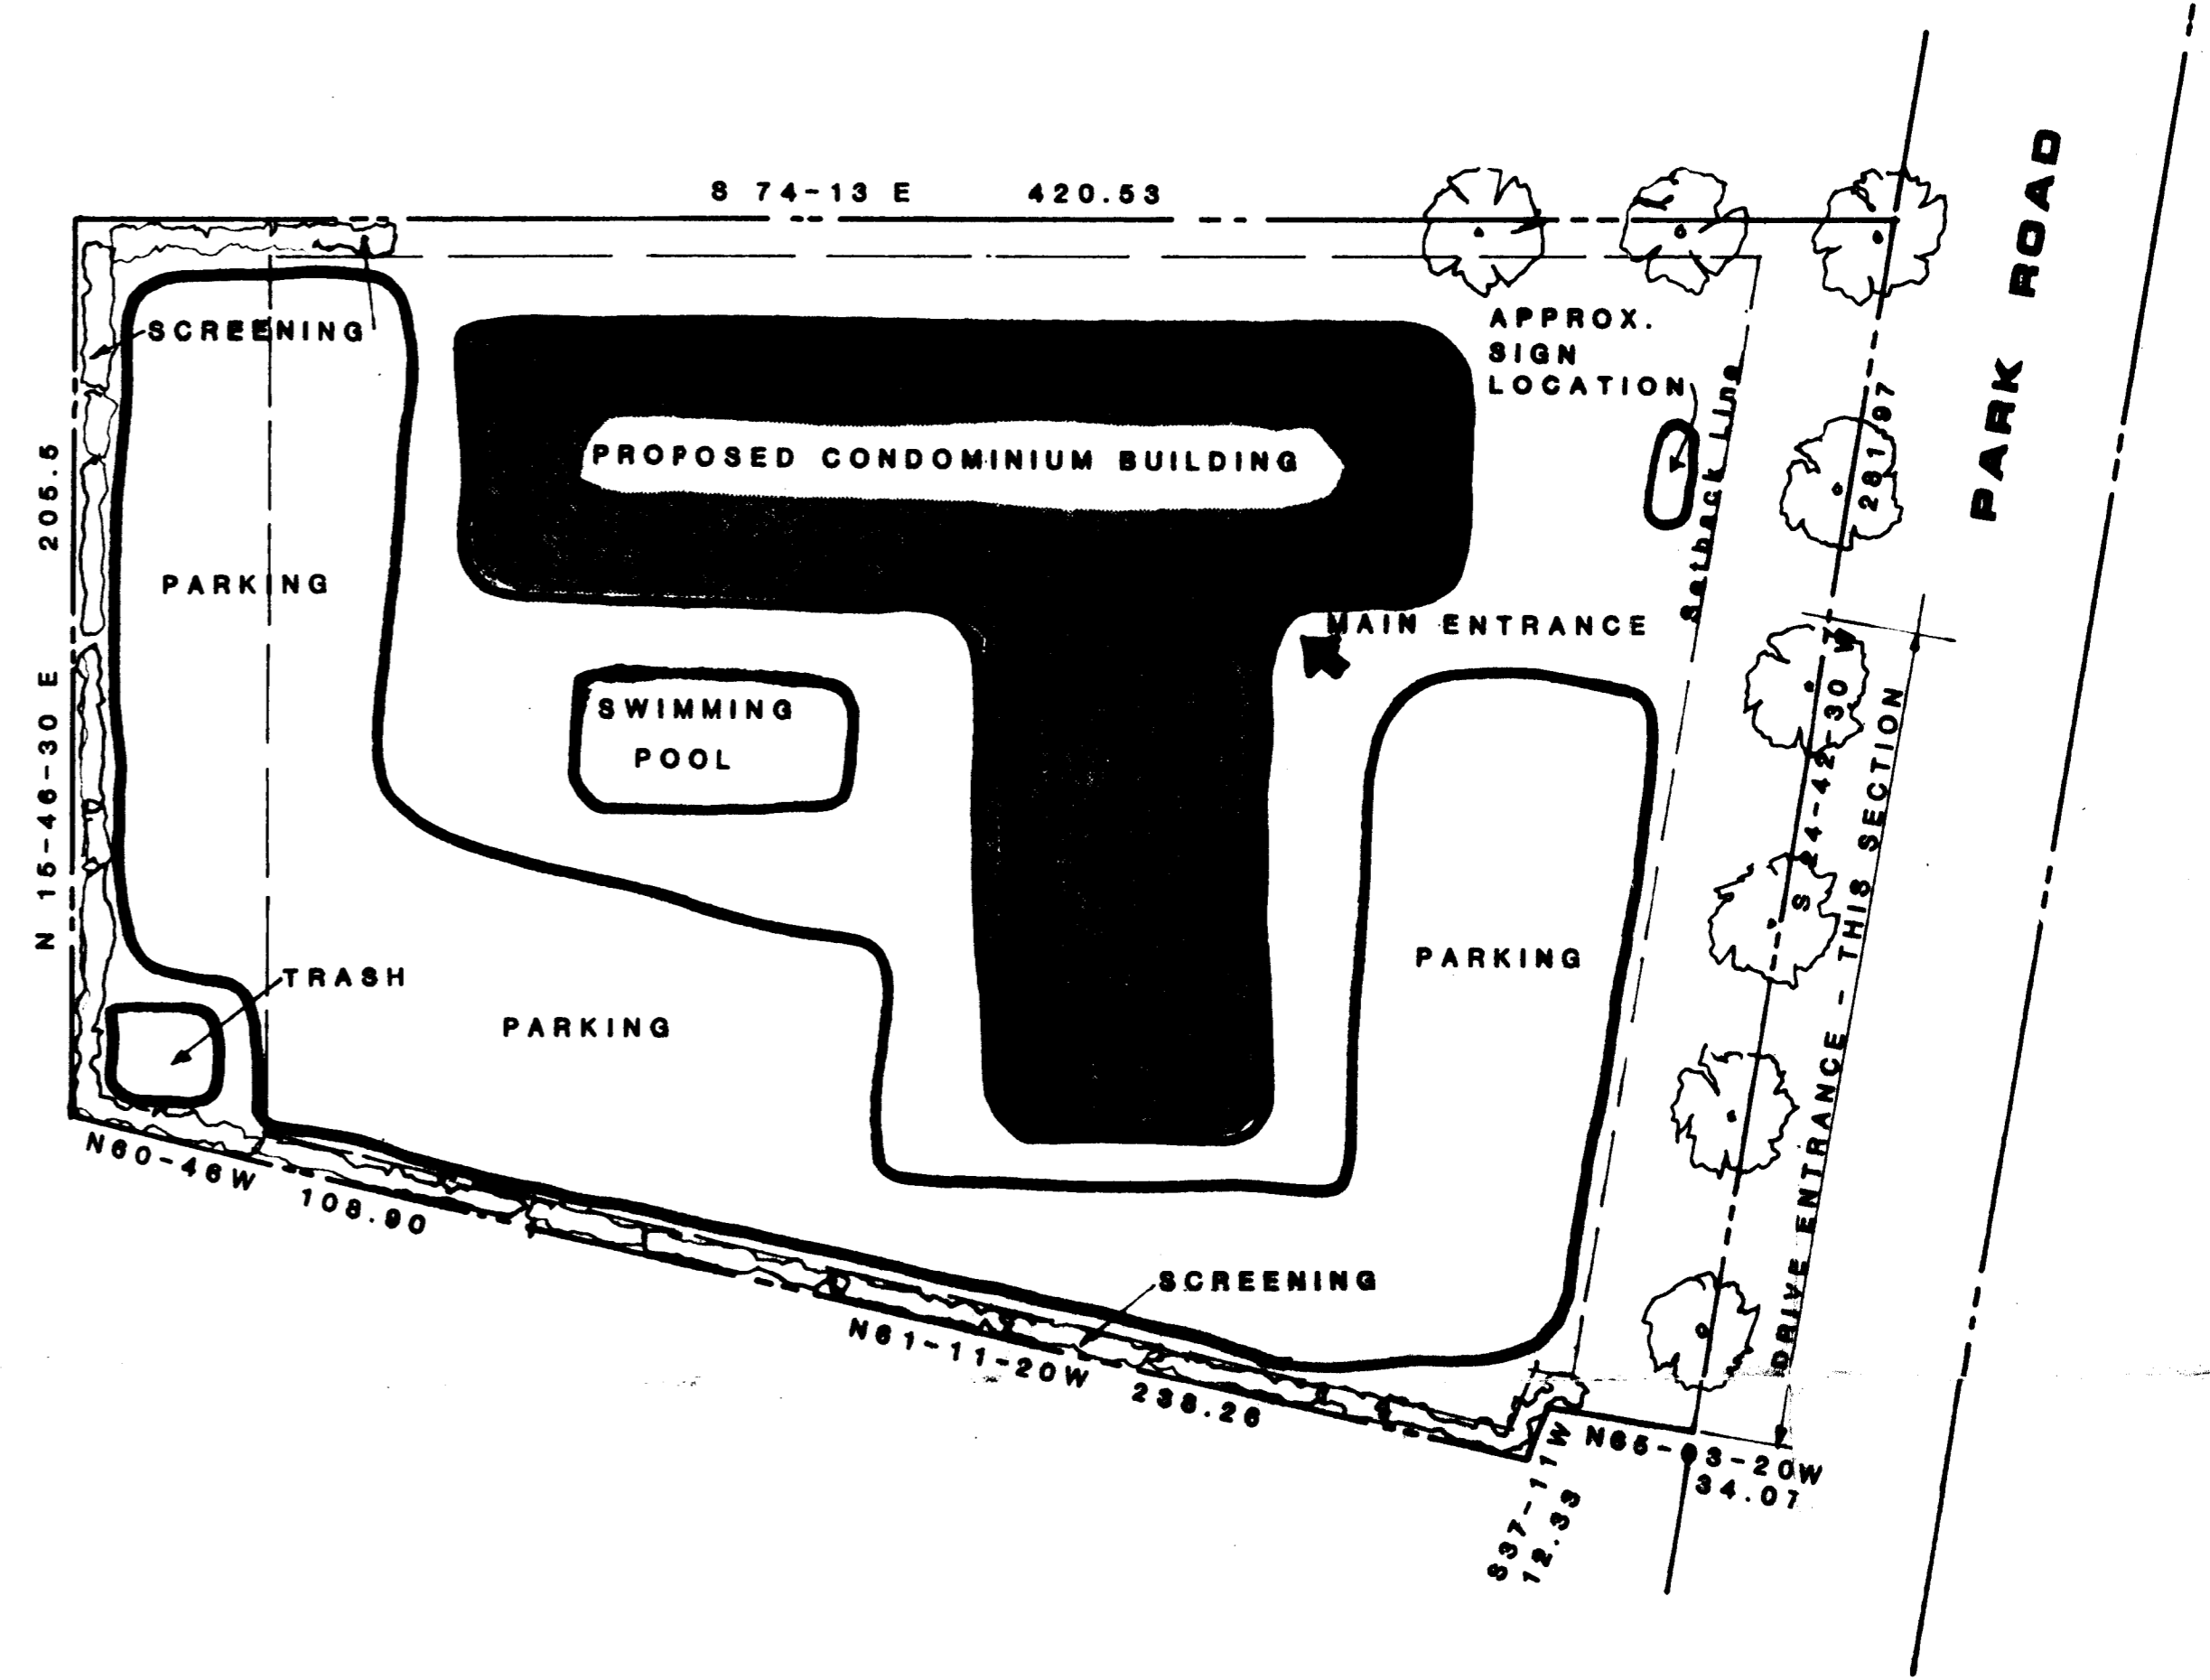 S 74-13 E 420.53
PARK ROAD
SCREENING
APPROX.
SIGN
LOCATION
Setback Line
281.97
PROPOSED CONDOMINIUM BUILDING
N 15-46-30 E 205.5
PARKING
MAIN ENTRANCE
S 24-42-30 W
DRIVE ENTRANCE - THIS SECTION
SWIMMING
POOL
PARKING
TRASH
PARKING
N60-46W 108.90
SCREENING
N61-11-20W 238.26
S37-11W
12.33
N65-03-20W
34.07